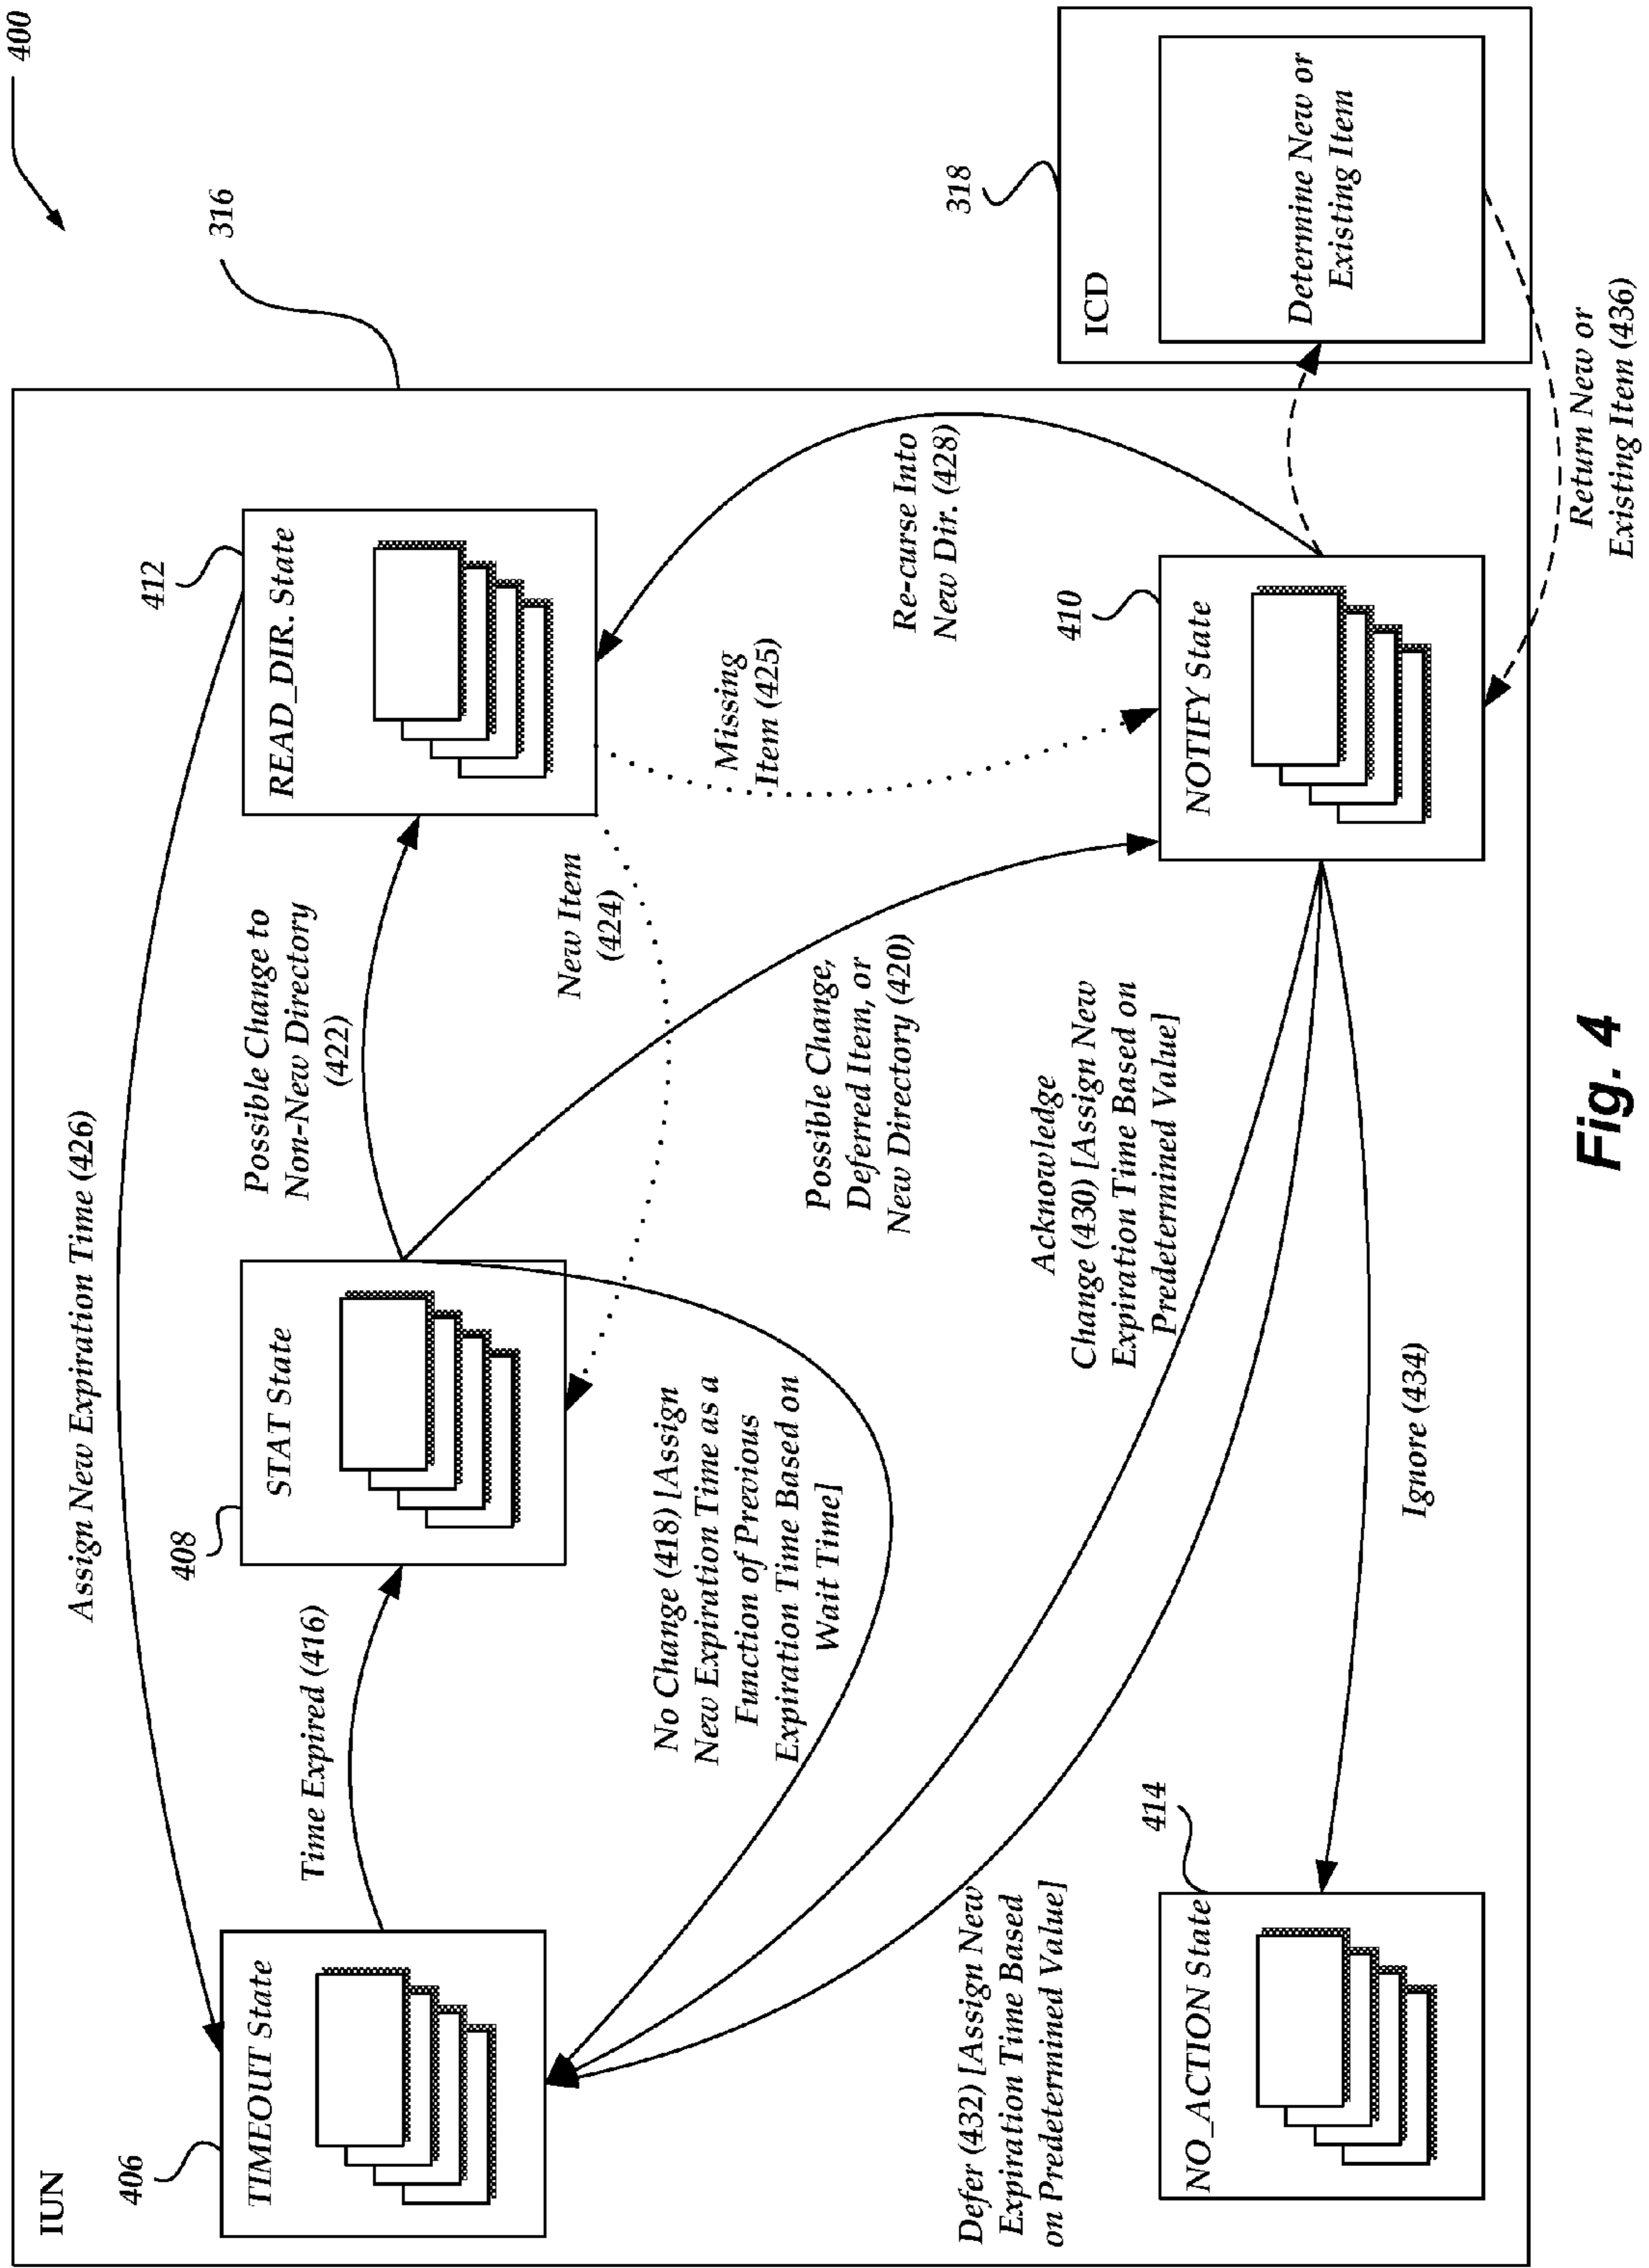 400
IUN
316
Assign New Expiration Time (426)
406
TIMEOUT State
Time Expired (416)
408
STAT State
Possible Change to
Non-New Directory
(422)
412
READ_DIR. State
New Item
(424)
Missing
Item (425)
Re-curse Into
New Dir. (428)
No Change (418) [Assign
New Expiration Time as a
Function of Previous
Expiration Time Based on
Wait Time]
Possible Change,
Deferred Item, or
New Directory (420)
Acknowledge
Change (430) [Assign New
Expiration Time Based on
Predetermined Value]
Defer (432) [Assign New
Expiration Time Based
on Predetermined Value]
414
NO_ACTION State
Ignore (434)
410
NOTIFY State
318
ICD
Determine New or
Existing Item
Return New or
Existing Item (436)
Fig. 4